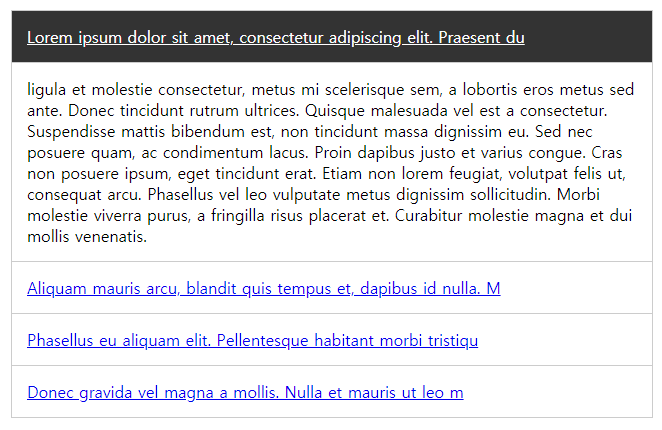 Lorem ipsum dolor sit amet, consectetur adipiscing elit. Praesent du
ligula et molestie consectetur, metus mi scelerisque sem, a lobortis eros metus sed
ante. Donec tincidunt rutrum ultrices. Quisque malesuada vel est a consectetur.
Suspendisse mattis bibendum est, non tincidunt massa dignissim eu. Sed nec
posuere quam, ac condimentum lacus. Proin dapibus justo et varius congue. Cras
non posuere ipsum, eget tincidunt erat. Etiam non lorem feugiat, volutpat felis ut,
consequat arcu. Phasellus vel leo vulputate metus dignissim sollicitudin. Morbi
molestie viverra purus, a fringilla risus placerat et. Curabitur molestie magna et dui
mollis venenatis.
Aliquam mauris arcu, blandit quis tempus et, dapibus id nulla. M
Phasellus eu aliquam elit. Pellentesque habitant morbi tristiqu
Donec gravida vel magna a mollis. Nulla et mauris ut leo m